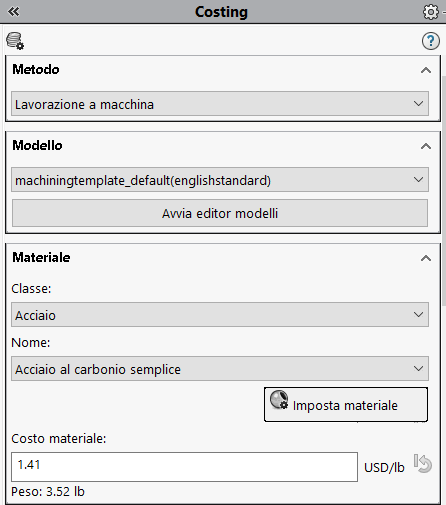 Costing
Metodo
Lavorazione a macchina
Modello
machiningtemplate_default(englishstandard)
Avvia editor modelli
Materiale
Classe:
Acciaio
Nome:
Acciaio al carbonio semplice
Imposta materiale
Costo materiale:
1.41
USD/lb
Peso: 3.52 lb